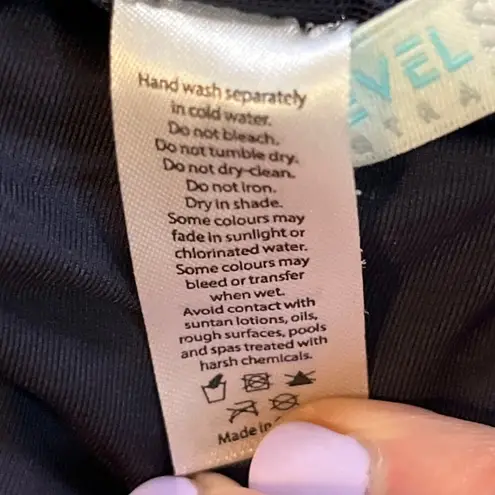 Hand wash separately
in cold water.
Do not bleach.
Do not tumble dry.
Do not dry-clean.
Do not iron.
Dry in shade.
Some colours may
fade in sunlight or
chlorinated water.
Some colours may
bleed or transfer
when wet.
Avoid contact with
suntan lotions, oils,
rough surfaces, pools
and spas treated with
harsh chemicals.
Made in
EVEL